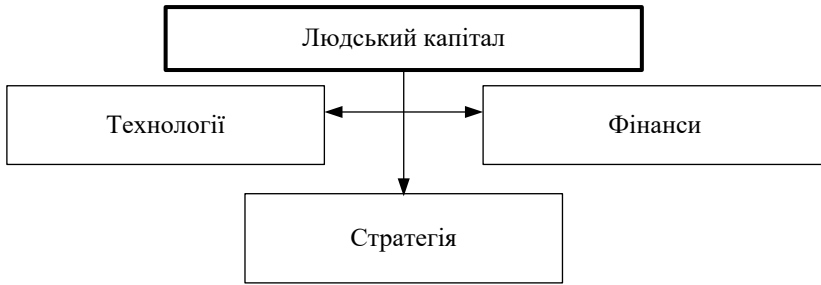 Людський капітал
Технології
Фінанси
Стратегія